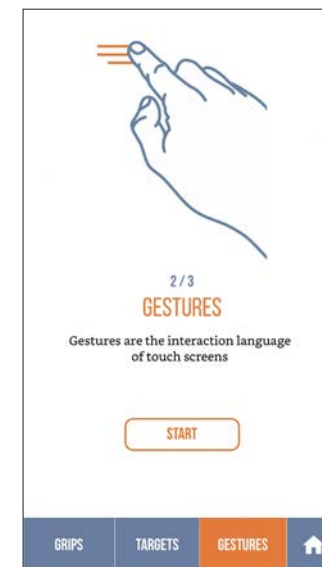 2 / 3
GESTURES
Gestures are the interaction language
of touch screens
START
GRIPS
TARGETS
GESTURES